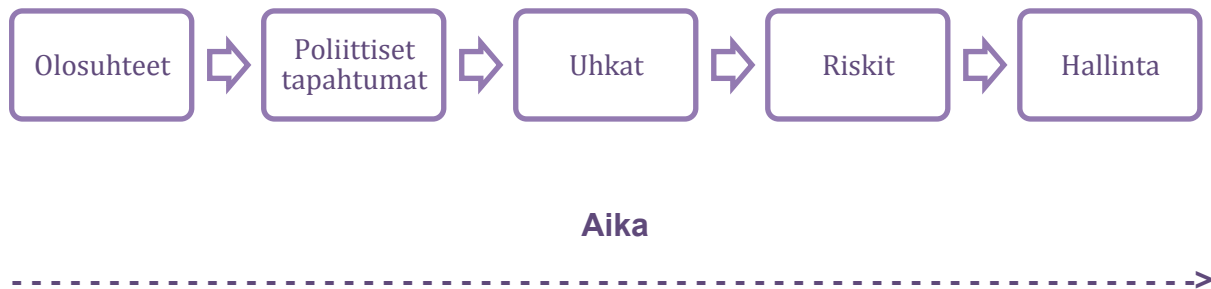 Olosuhteet
Poliittiset
tapahtumat
Uhkat
Riskit
Hallinta
Aika